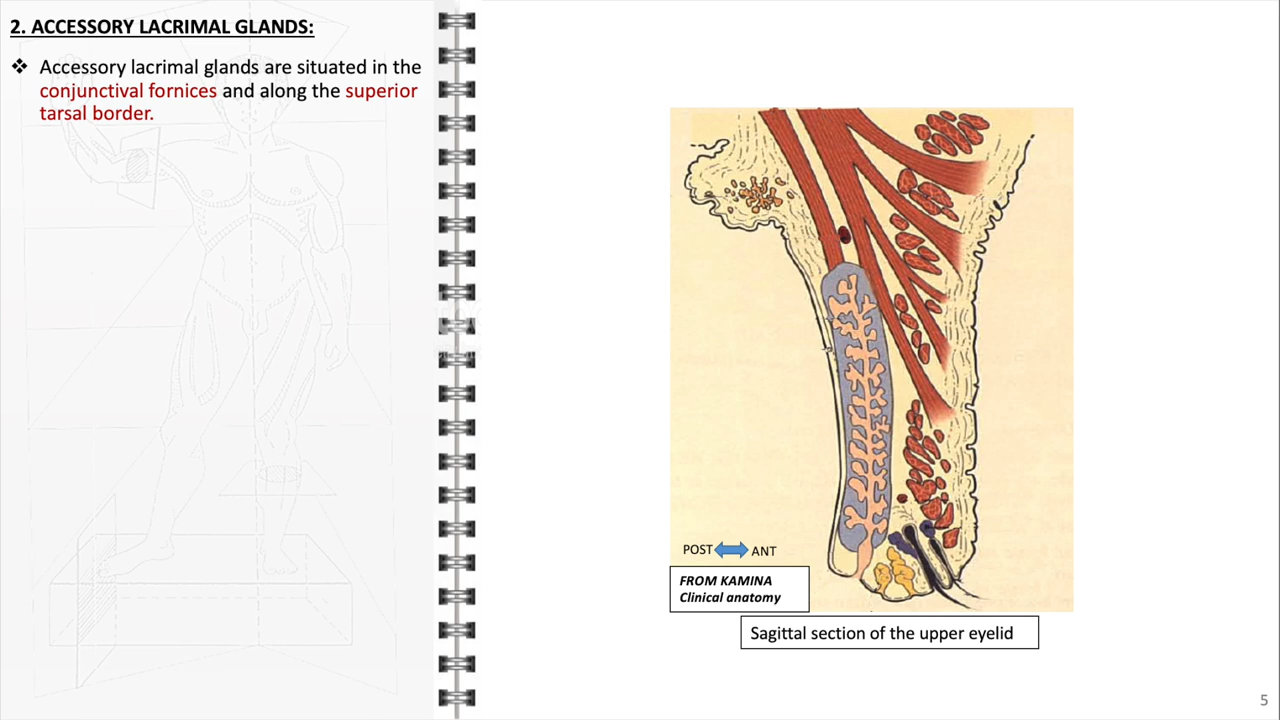 2. ACCESSORY LACRIMAL GLANDS:
❖ Accessory lacrimal glands are situated in the
conjunctival fornices and along the superior
tarsal border.
POST ANT
FROM KAMINA
Clinical anatomy
Sagittal section of the upper eyelid
5